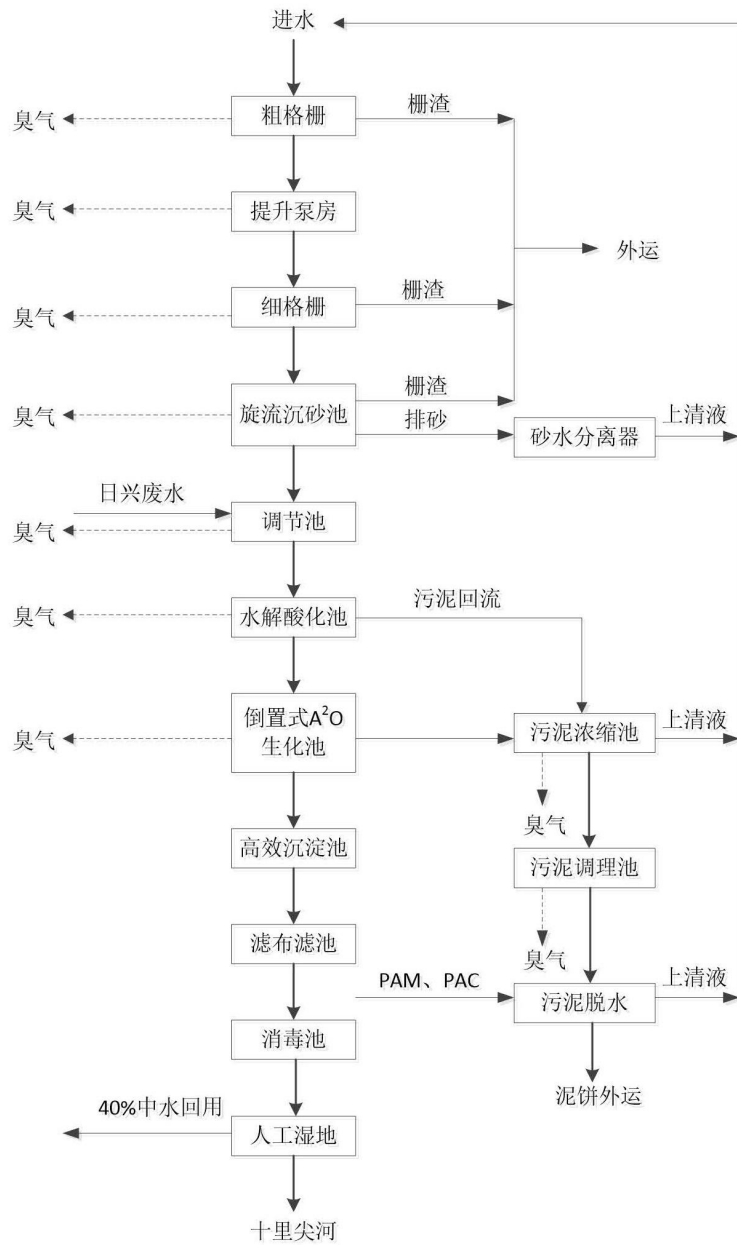 进水
臭气
粗格栅
栅渣
臭气
提升泵房
外运
臭气
细格栅
栅渣
臭气
旋流沉砂池
栅渣
排砂
砂水分离器
上清液
日兴废水
臭气
调节池
臭气
水解酸化池
污泥回流
臭气
倒置式A²O
生化池
污泥浓缩池
上清液
臭气
高效沉淀池
污泥调理池
臭气
滤布滤池
PAM、PAC
污泥脱水
上清液
消毒池
泥饼外运
40%中水回用
人工湿地
十里尖河